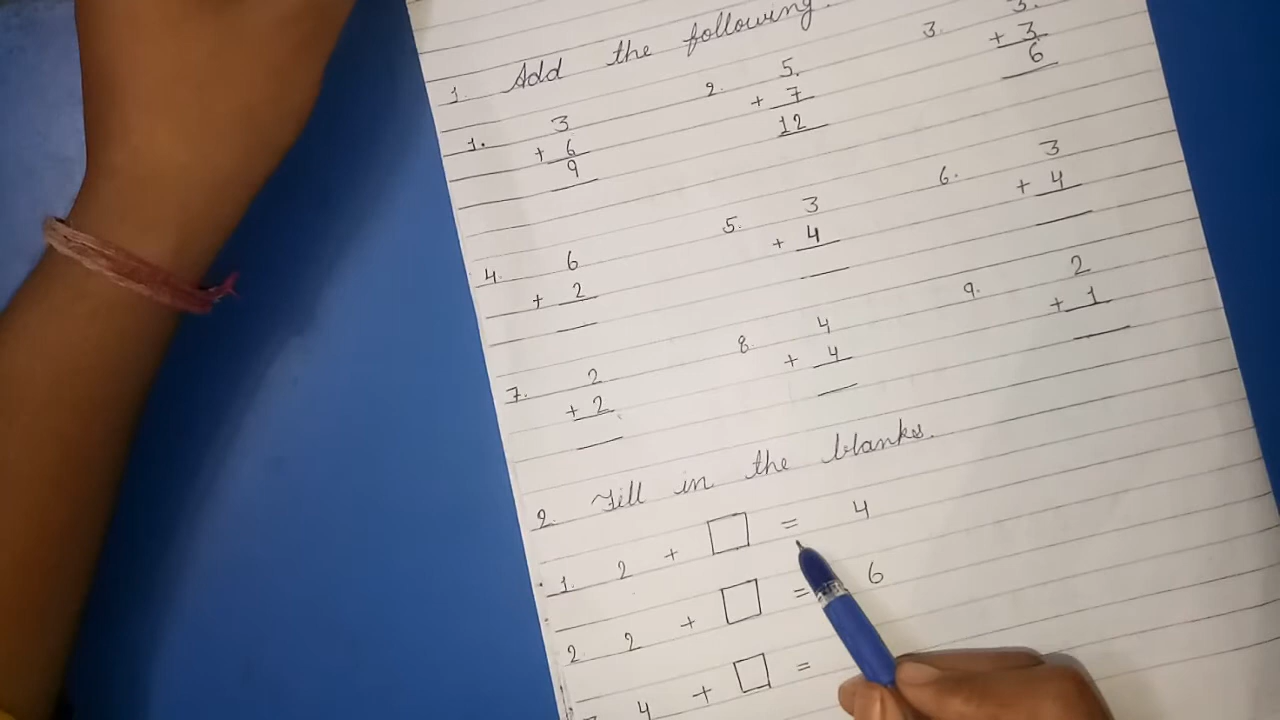 1. Add the following.
1. 3 2. 5. 3. 3.
+ 6 + 7 + 3
9 12 6
4. 6 5. 3 6. 3
+ 2 + 4 + 4
7. 2 8. 4 9. 2
+ 2 + 4 + 1
2. Fill in the blanks.
1. 2 + □ = 4
2 2 + □ = 6
4 + □ =